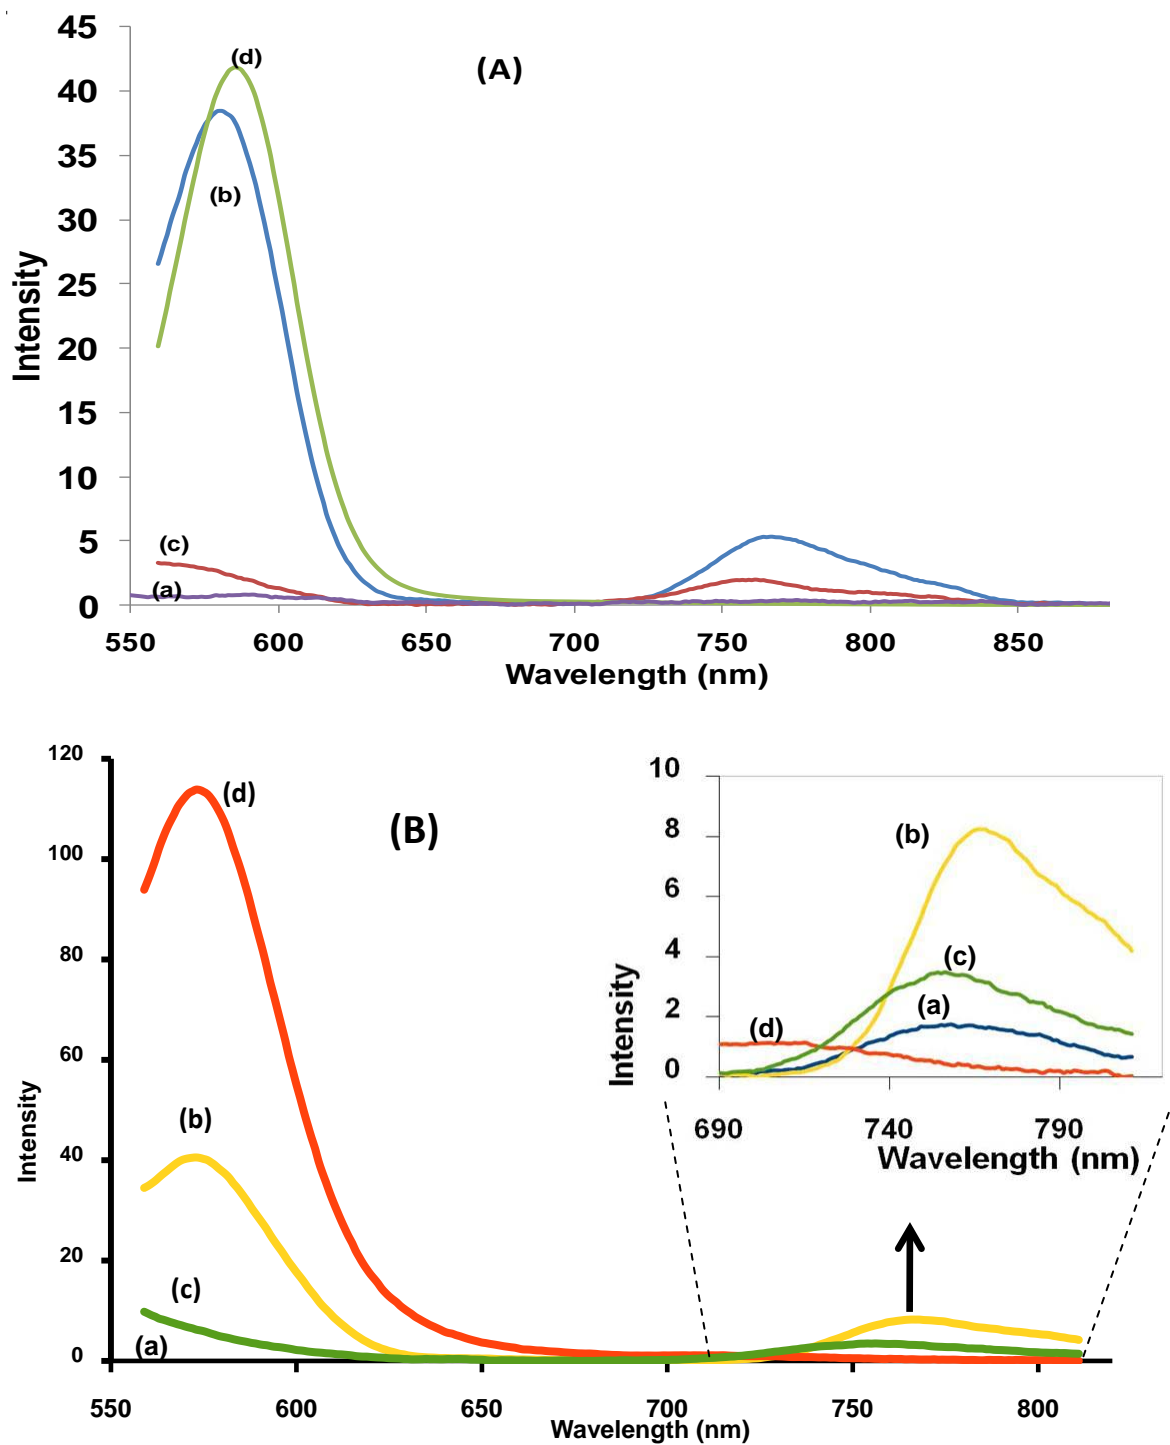 45
(d)
(A)
40
35
(b)
30
25
Intensity
20
15
10
5
(c)
(a)
0
550 600 650 700 750 800 850
Wavelength (nm)
120
(d)
(B)
100
80
60
Intensity
40
(b)
20
(c)
(a)
0
550 600 650 700 750 800
Wavelength (nm)
10
(b)
8
6
4
(c)
Intensity
2
(a)
(d)
0
690 740 790
Wavelength (nm)